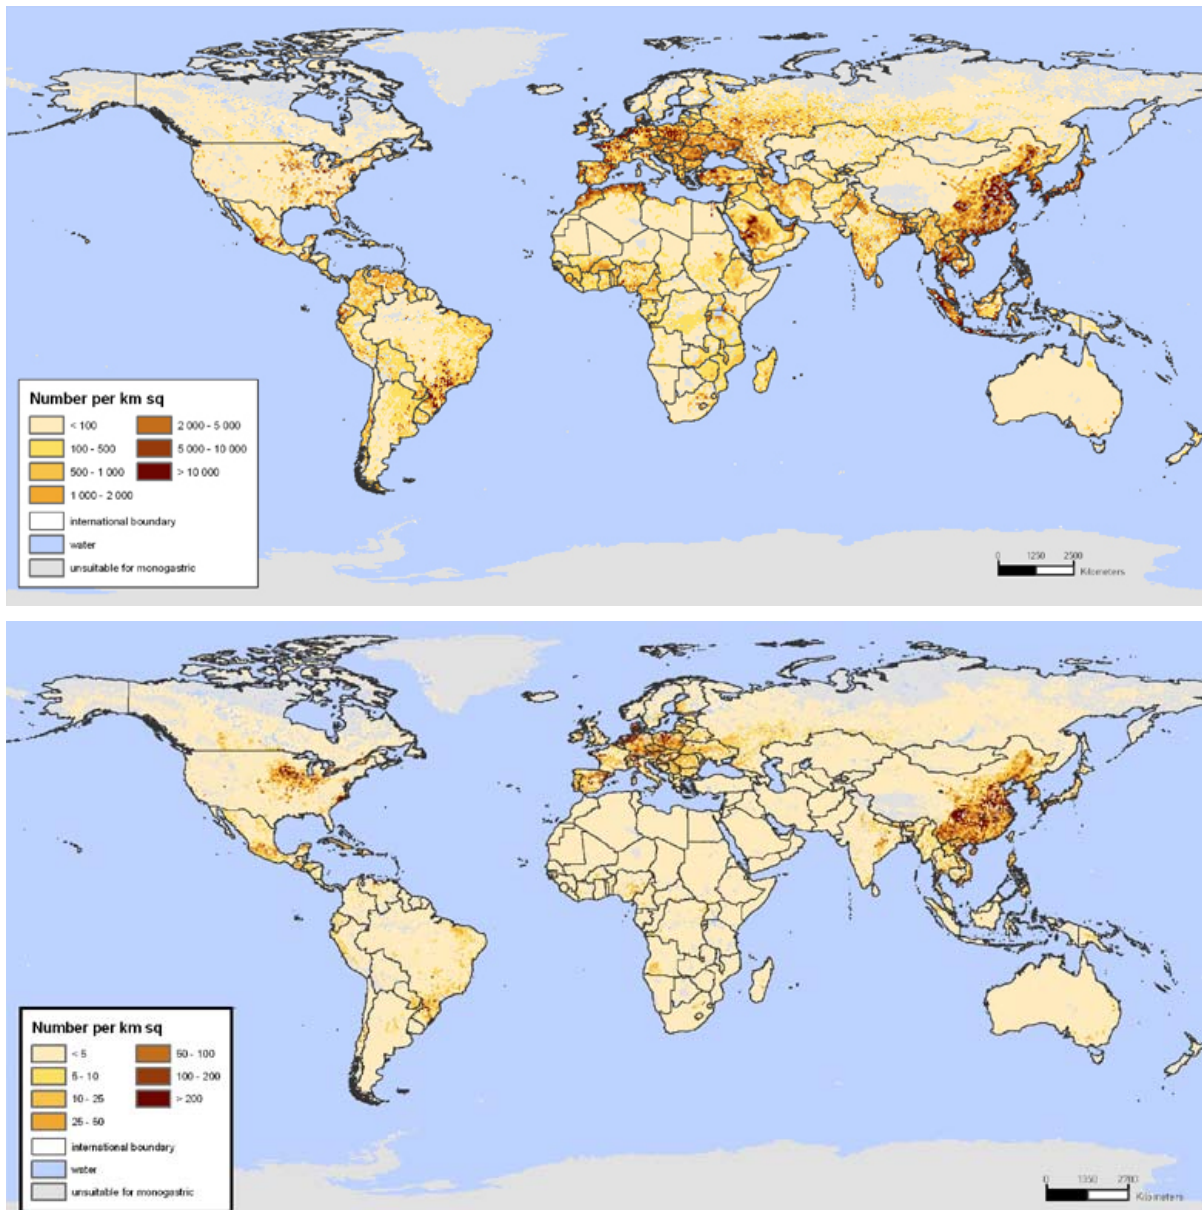 Number per km sq
< 100 2 000 - 5 000
100 - 500 5 000 - 10 000
500 - 1 000 > 10 000
1 000 - 2 000
international boundary
water
unsuitable for monogastric
0 1250 2500
Kilometers
Number per km sq
< 5 50 - 100
5 - 10 100 - 200
10 - 25 > 200
25 - 50
international boundary
water
unsuitable for monogastric
0 1350 2700
Kilometers